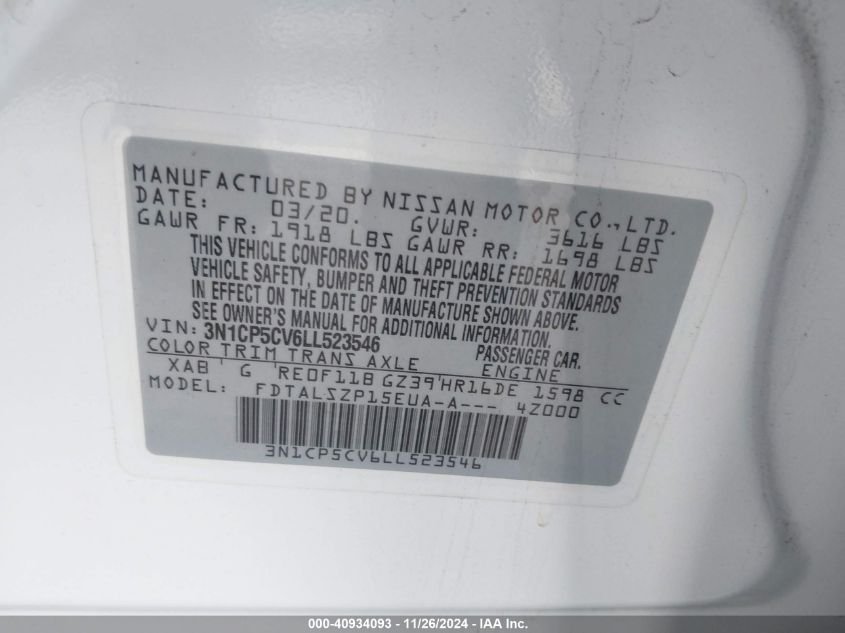 MANUFACTURED BY NISSAN MOTOR CO.,LTD.
DATE: 03/20. GVWR: 3616 LBS
GAWR FR: 1918 LBS GAWR RR: 1698 LBS
THIS VEHICLE CONFORMS TO ALL APPLICABLE FEDERAL MOTOR
VEHICLE SAFETY, BUMPER AND THEFT PREVENTION STANDARDS
IN EFFECT ON THE DATE OF MANUFACTURE SHOWN ABOVE.
SEE OWNER'S MANUAL FOR ADDITIONAL INFORMATION.
VIN: 3N1CP5CV6LL523546 PASSENGER CAR.
COLOR TRIM TRANS AXLE ENGINE
XAB G RE0F11B GZ39 HR16DE 1598 CC
MODEL: FDTALSZP15EUA-A--- 4Z000
3N1CP5CV6LL523546
000-40934093 - 11/26/2024 - IAA Inc.